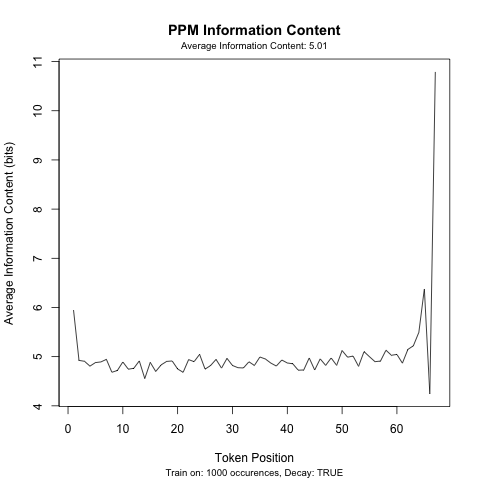 PPM Information Content
Average Information Content: 5.01
11
10
9
8
7
6
5
4
Average Information Content (bits)
0 10 20 30 40 50 60
Token Position
Train on: 1000 occurences, Decay: TRUE